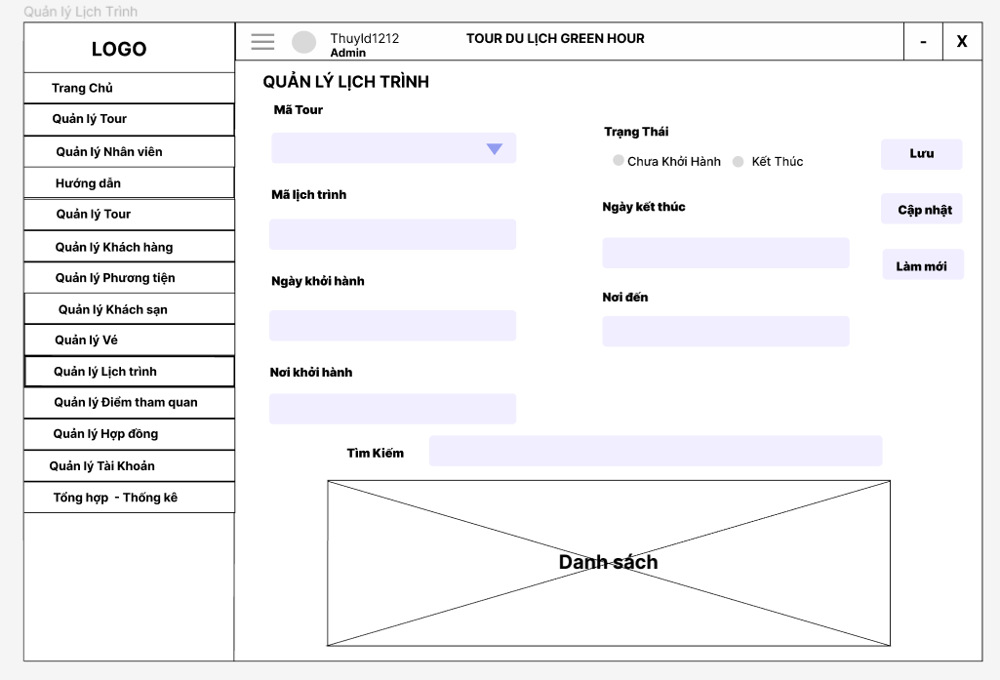 Quản lý Lịch Trình
LOGO
Trang Chủ
Quản lý Tour
Quản lý Nhân viên
Hướng dẫn
Quản lý Tour
Quản lý Khách hàng
Quản lý Phương tiện
Quản lý Khách sạn
Quản lý Vé
Quản lý Lịch trình
Quản lý Điểm tham quan
Quản lý Hợp đồng
Quản lý Tài Khoản
Tổng hợp - Thống kê
Thuyld1212
Admin
TOUR DU LỊCH GREEN HOUR
-
X
QUẢN LÝ LỊCH TRÌNH
Mã Tour
Mã lịch trình
Ngày khởi hành
Nơi khởi hành
Trạng Thái
Chưa Khởi Hành
Kết Thúc
Ngày kết thúc
Nơi đến
Lưu
Cập nhật
Làm mới
Tìm Kiếm
Danh sách